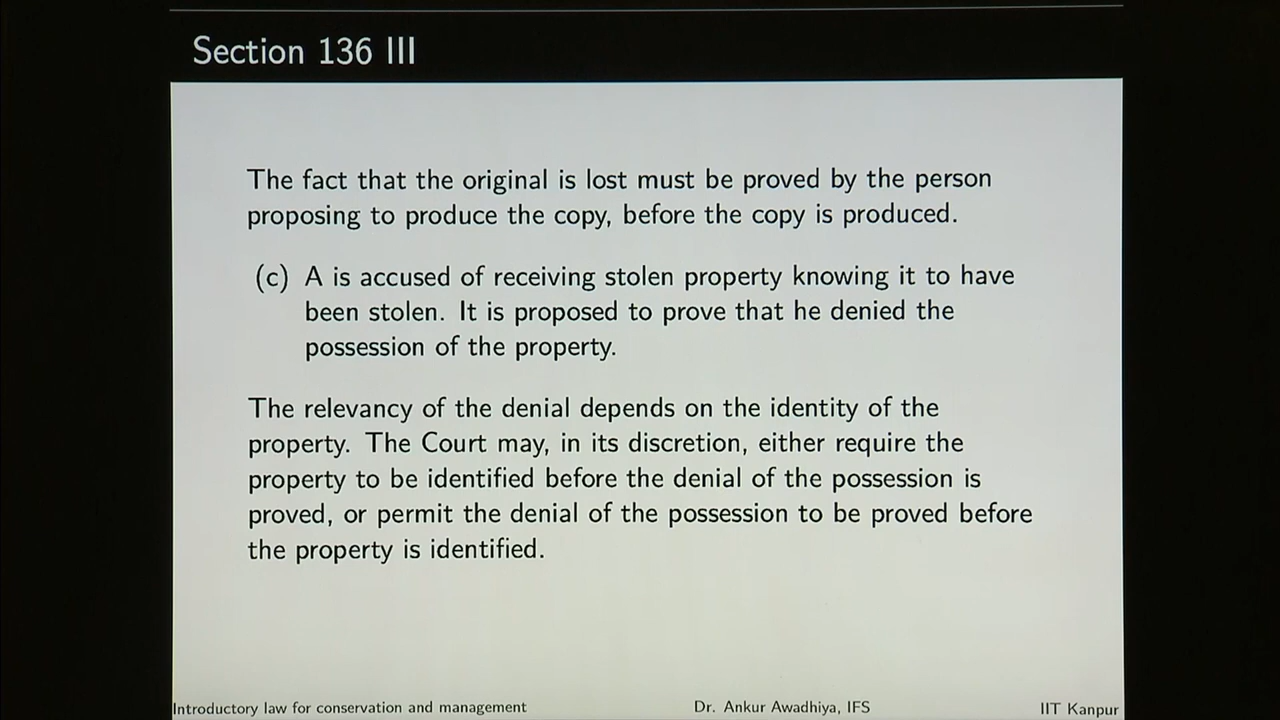 Section 136 III
The fact that the original is lost must be proved by the person
proposing to produce the copy, before the copy is produced.
(c) A is accused of receiving stolen property knowing it to have
been stolen. It is proposed to prove that he denied the
possession of the property.
The relevancy of the denial depends on the identity of the
property. The Court may, in its discretion, either require the
property to be identified before the denial of the possession is
proved, or permit the denial of the possession to be proved before
the property is identified.
Introductory law for conservation and management Dr. Ankur Awadhiya, IFS IIT Kanpur